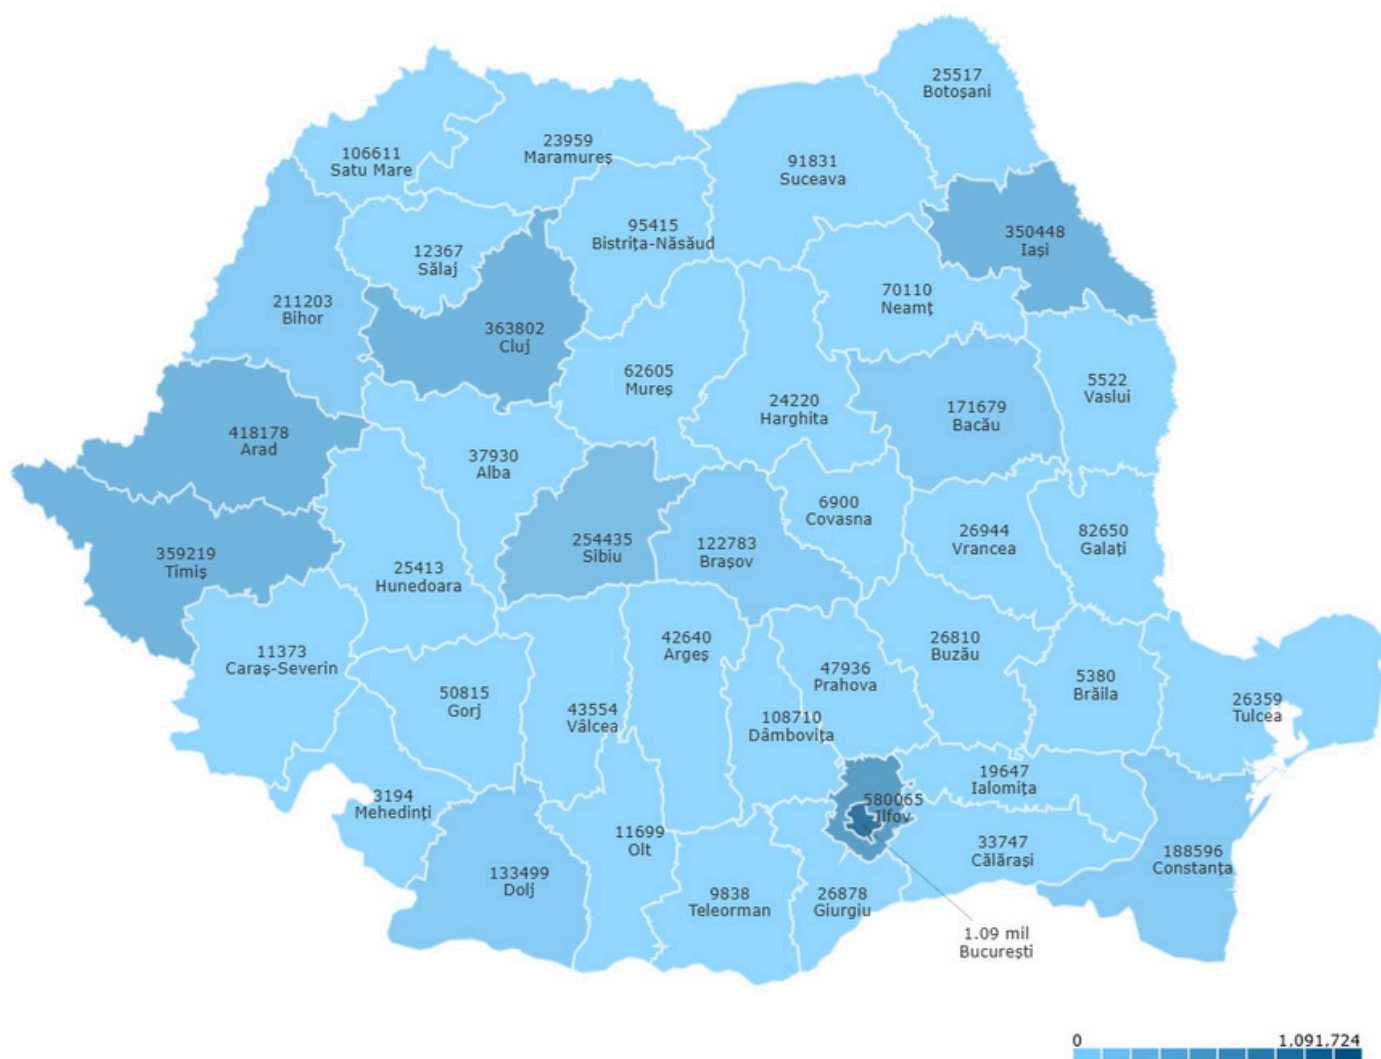 25517
Botoșani
23959
Maramureș
106611
Satu Mare
91831
Suceava
95415
Bistrița-Năsăud
350448
Iași
12367
Sălaj
70110
Neamț
211203
Bihor
363802
Cluj
62605
Mureș
5522
Vaslui
24220
Harghita
171679
Bacău
418178
Arad
37930
Alba
6900
Covasna
26944
Vrancea
82650
Galați
359219
Timiș
254435
Sibiu
122783
Brașov
25413
Hunedoara
42640
Argeș
26810
Buzău
11373
Caraș-Severin
47936
Prahova
5380
Brăila
50815
Gorj
43554
Vâlcea
108710
Dâmbovița
26359
Tulcea
19647
Ialomița
3194
Mehedinți
580065
Ilfov
11699
Olt
33747
Călărași
188596
Constanța
133499
Dolj
9838
Teleorman
26878
Giurgiu
1.09 mil
București
0 1,091,724